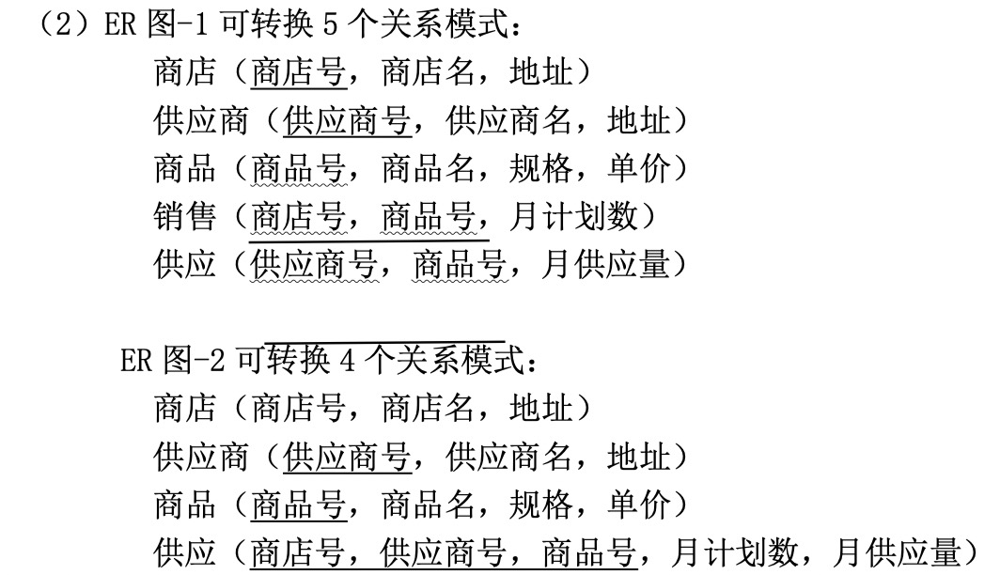 （2）ER 图-1 可转换 5 个关系模式：
商店（商店号，商店名，地址）
供应商（供应商号，供应商名，地址）
商品（商品号，商品名，规格，单价）
销售（商店号，商品号，月计划数）
供应（供应商号，商品号，月供应量）
ER 图-2 可转换 4 个关系模式：
商店（商店号，商店名，地址）
供应商（供应商号，供应商名，地址）
商品（商品号，商品名，规格，单价）
供应（商店号，供应商号，商品号，月计划数，月供应量）